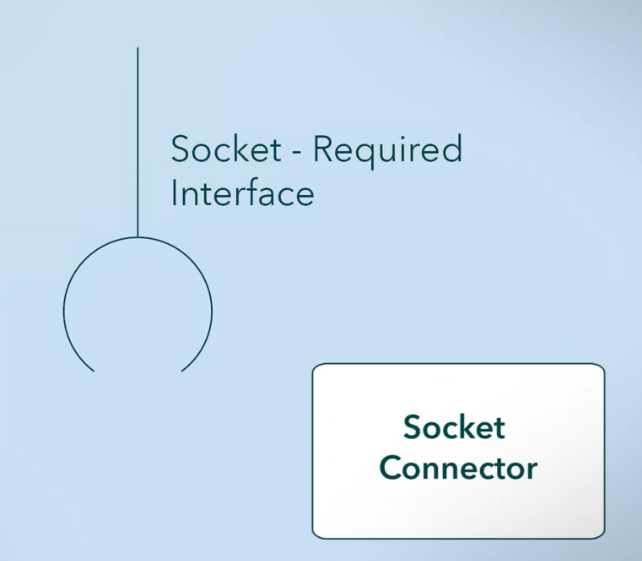 Socket - Required
Interface
Socket
Connector